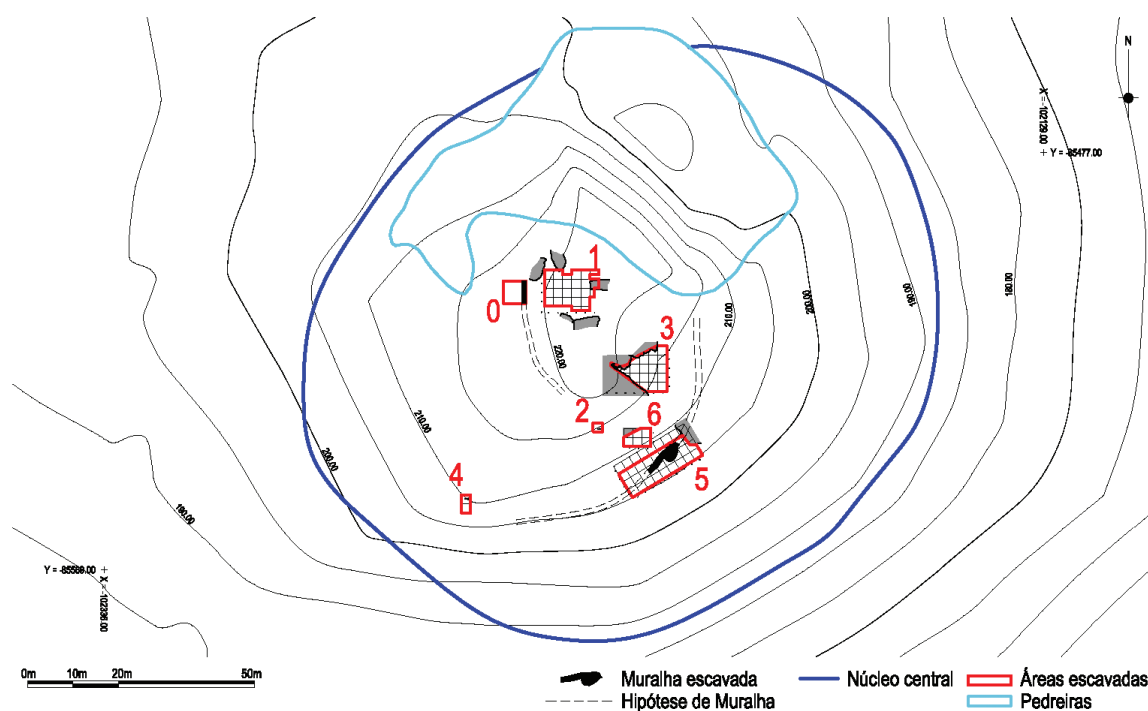 N
X = -102129.00
+ Y = -85477.00
1
0
3
2
6
4
5
220.00
210.00
210.00
200.00
200.00
190.00
190.00
180.00
Y = -85569.00 +
X = -102336.00
0m 10m 20m 50m
Muralha escavada
Hipótese de Muralha
Núcleo central
Áreas escavadas
Pedreiras